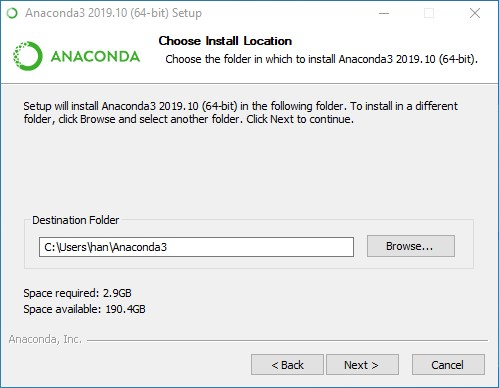 Anaconda3 2019.10 (64-bit) Setup
ANACONDA
Choose Install Location
Choose the folder in which to install Anaconda3 2019.10 (64-bit).
Setup will install Anaconda3 2019.10 (64-bit) in the following folder. To install in a different
folder, click Browse and select another folder. Click Next to continue.
Destination Folder
C:\Users\han\Anaconda3
Browse...
Space required: 2.9GB
Space available: 190.4GB
Anaconda, Inc.
< Back
Next >
Cancel